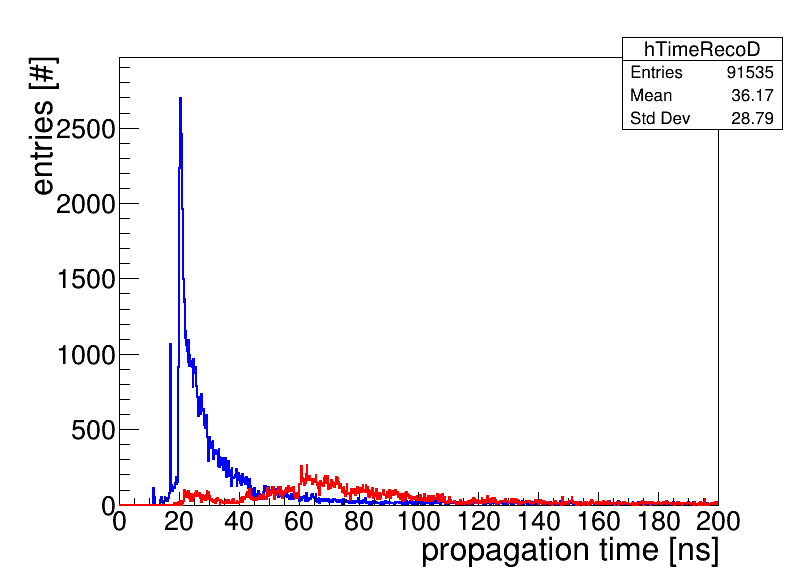 hTimeRecoD
Entries 91535
Mean 36.17
Std Dev 28.79
entries [#]
2500
2000
1500
1000
500
0
0 20 40 60 80 100 120 140 160 180 200
propagation time [ns]